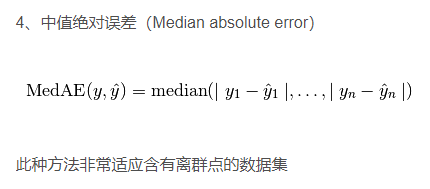 4、中值绝对误差（Median absolute error）
MedAE(y, ŷ) = median(| y₁ − ŷ₁ |, . . . , | yₙ − ŷₙ |)
此种方法非常适应含有离群点的数据集